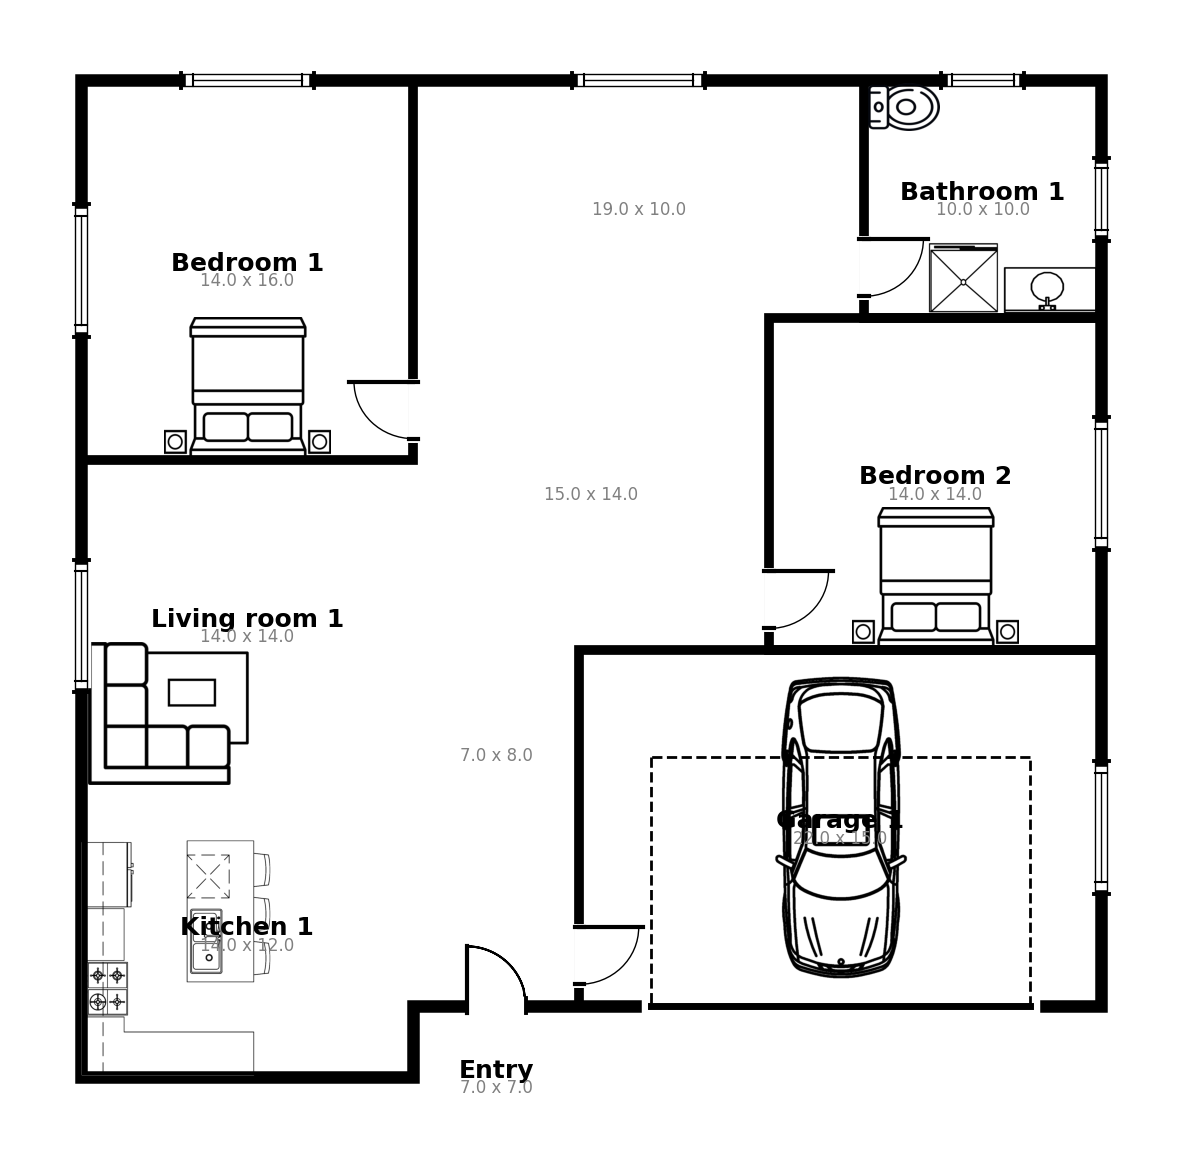 Bathroom 1
10.0 x 10.0
19.0 x 10.0
Bedroom 1
14.0 x 16.0
Bedroom 2
14.0 x 14.0
15.0 x 14.0
Living room 1
14.0 x 14.0
7.0 x 8.0
Garage 1
22.0 x 15.0
Kitchen 1
14.0 x 12.0
Entry
7.0 x 7.0